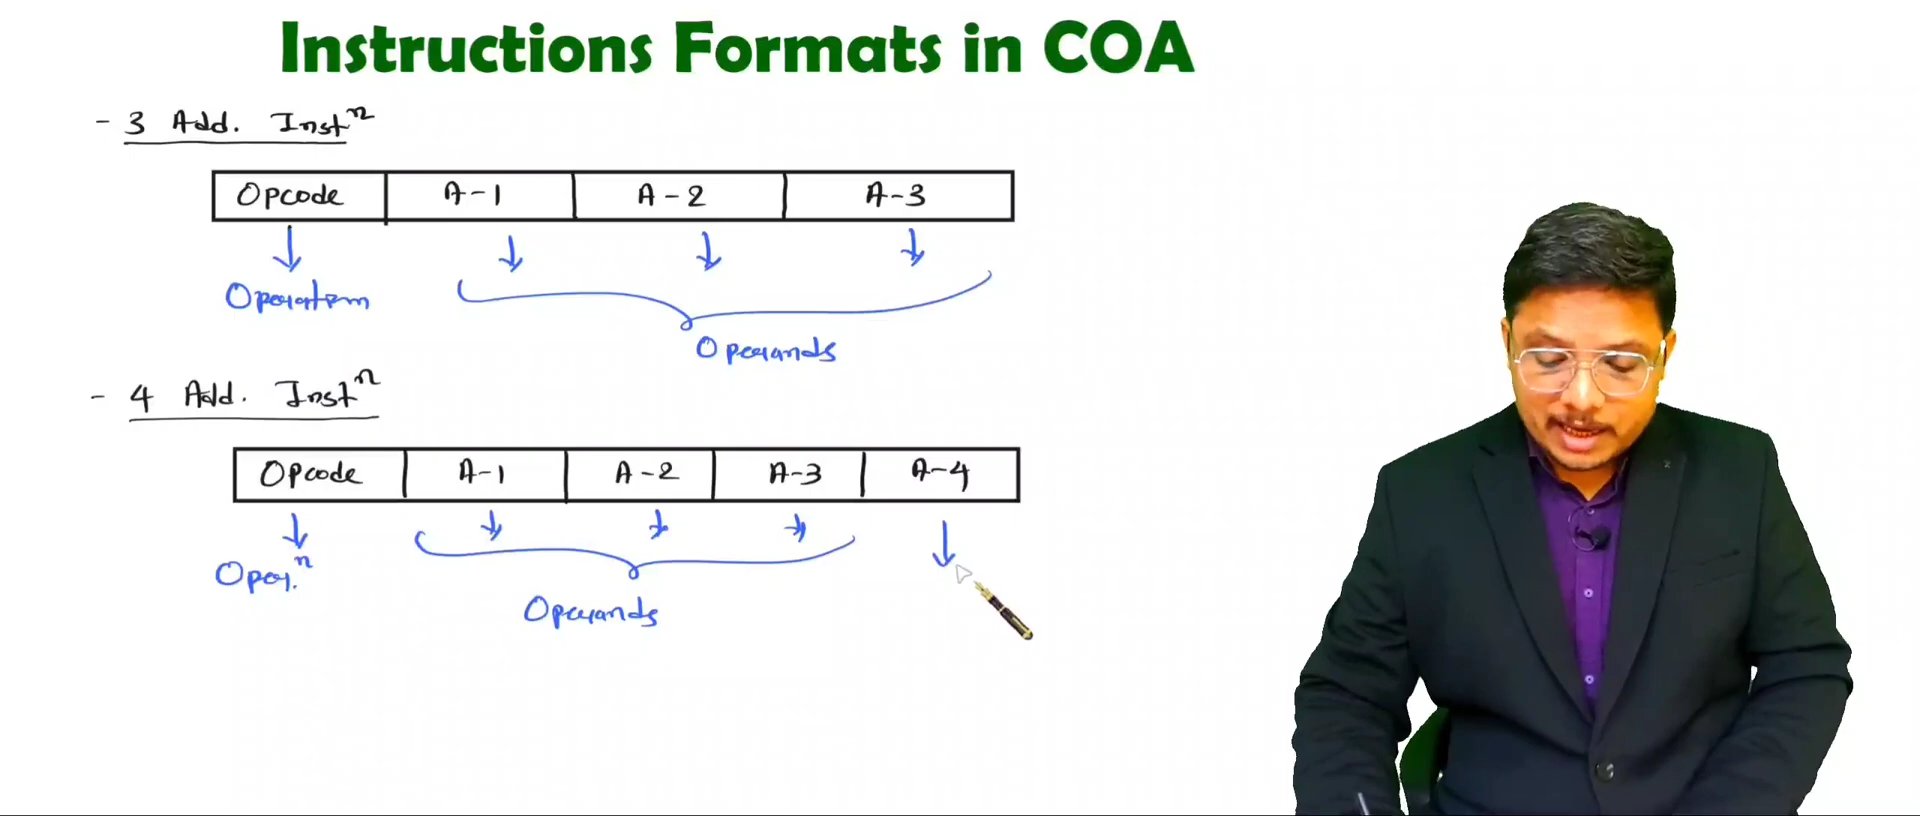 Instructions Formats in COA
- 3 Add. Instⁿ
Opcode A-1 A-2 A-3
Operation
Operands
- 4 Add. Instⁿ
Opcode A-1 A-2 A-3 A-4
Oper.ⁿ
Operands